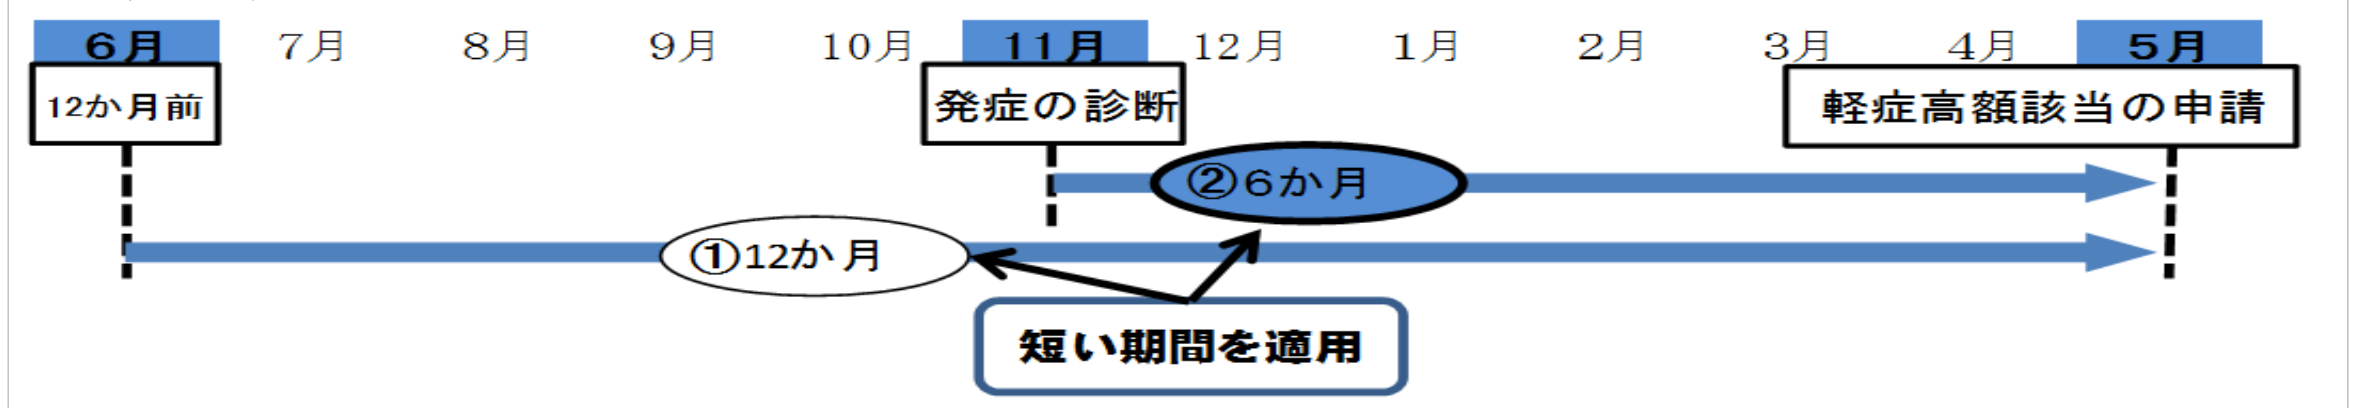 6月 7月 8月 9月 10月 11月 12月 1月 2月 3月 4月 5月
12か月前 発症の診断 軽症高額該当の申請
②6か月
①12か月
短い期間を適用